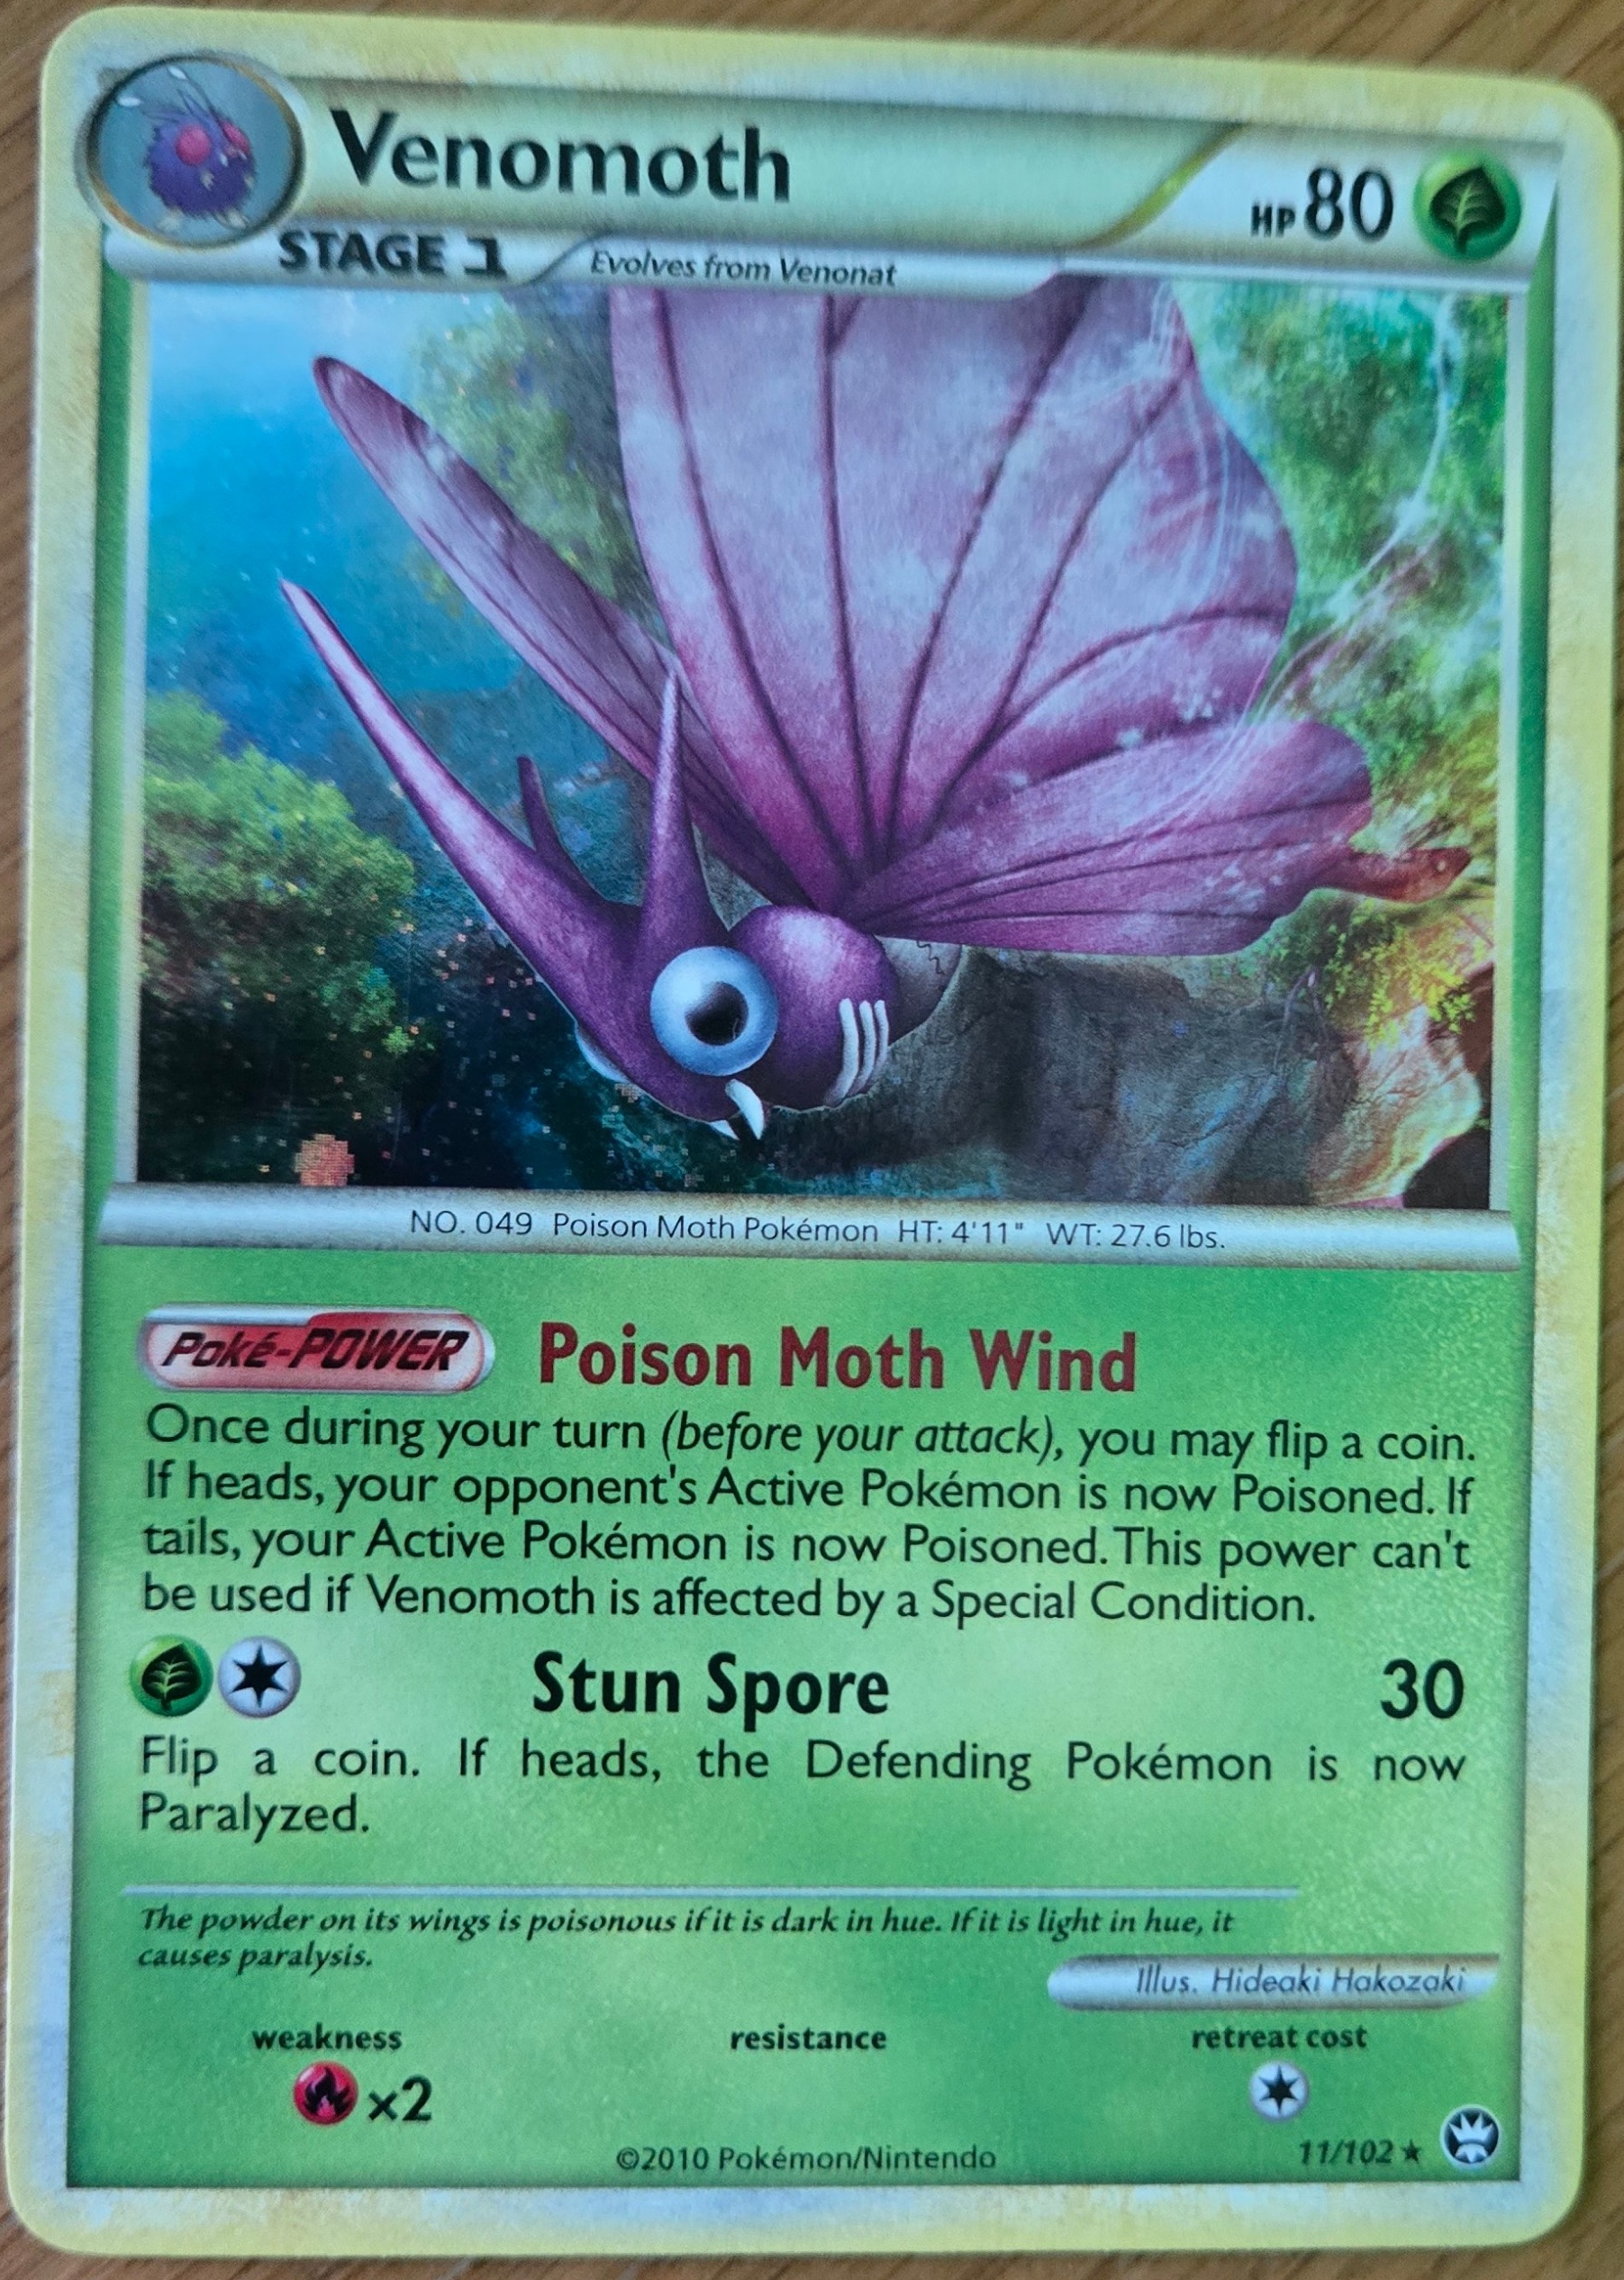 Venomoth
HP 80
STAGE 1
Evolves from Venonat
NO. 049 Poison Moth Pokémon HT: 4'11" WT: 27.6 lbs.
Poké-POWER Poison Moth Wind
Once during your turn (before your attack), you may flip a coin.
If heads, your opponent's Active Pokémon is now Poisoned. If
tails, your Active Pokémon is now Poisoned. This power can't
be used if Venomoth is affected by a Special Condition.
Stun Spore 30
Flip a coin. If heads, the Defending Pokémon is now
Paralyzed.
The powder on its wings is poisonous if it is dark in hue. If it is light in hue, it
causes paralysis.
Illus. Hideaki Hakozaki
weakness resistance retreat cost
×2
©2010 Pokémon/Nintendo 11/102 ★